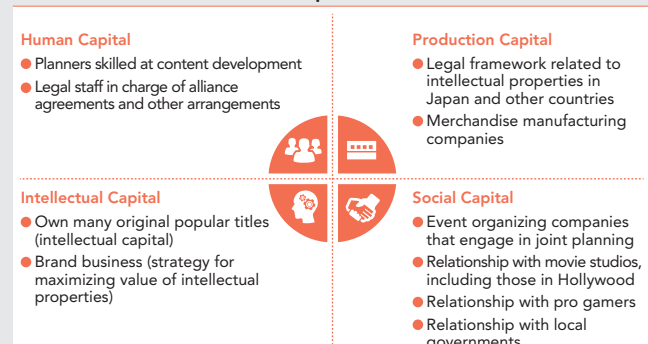 Human Capital
● Planners skilled at content development
● Legal staff in charge of alliance
agreements and other arrangements
Production Capital
● Legal framework related to
intellectual properties in
Japan and other countries
● Merchandise manufacturing
companies
Intellectual Capital
● Own many original popular titles
(intellectual capital)
● Brand business (strategy for
maximizing value of intellectual
properties)
Social Capital
● Event organizing companies
that engage in joint planning
● Relationship with movie studios,
including those in Hollywood
● Relationship with pro gamers
● Relationship with local
governments